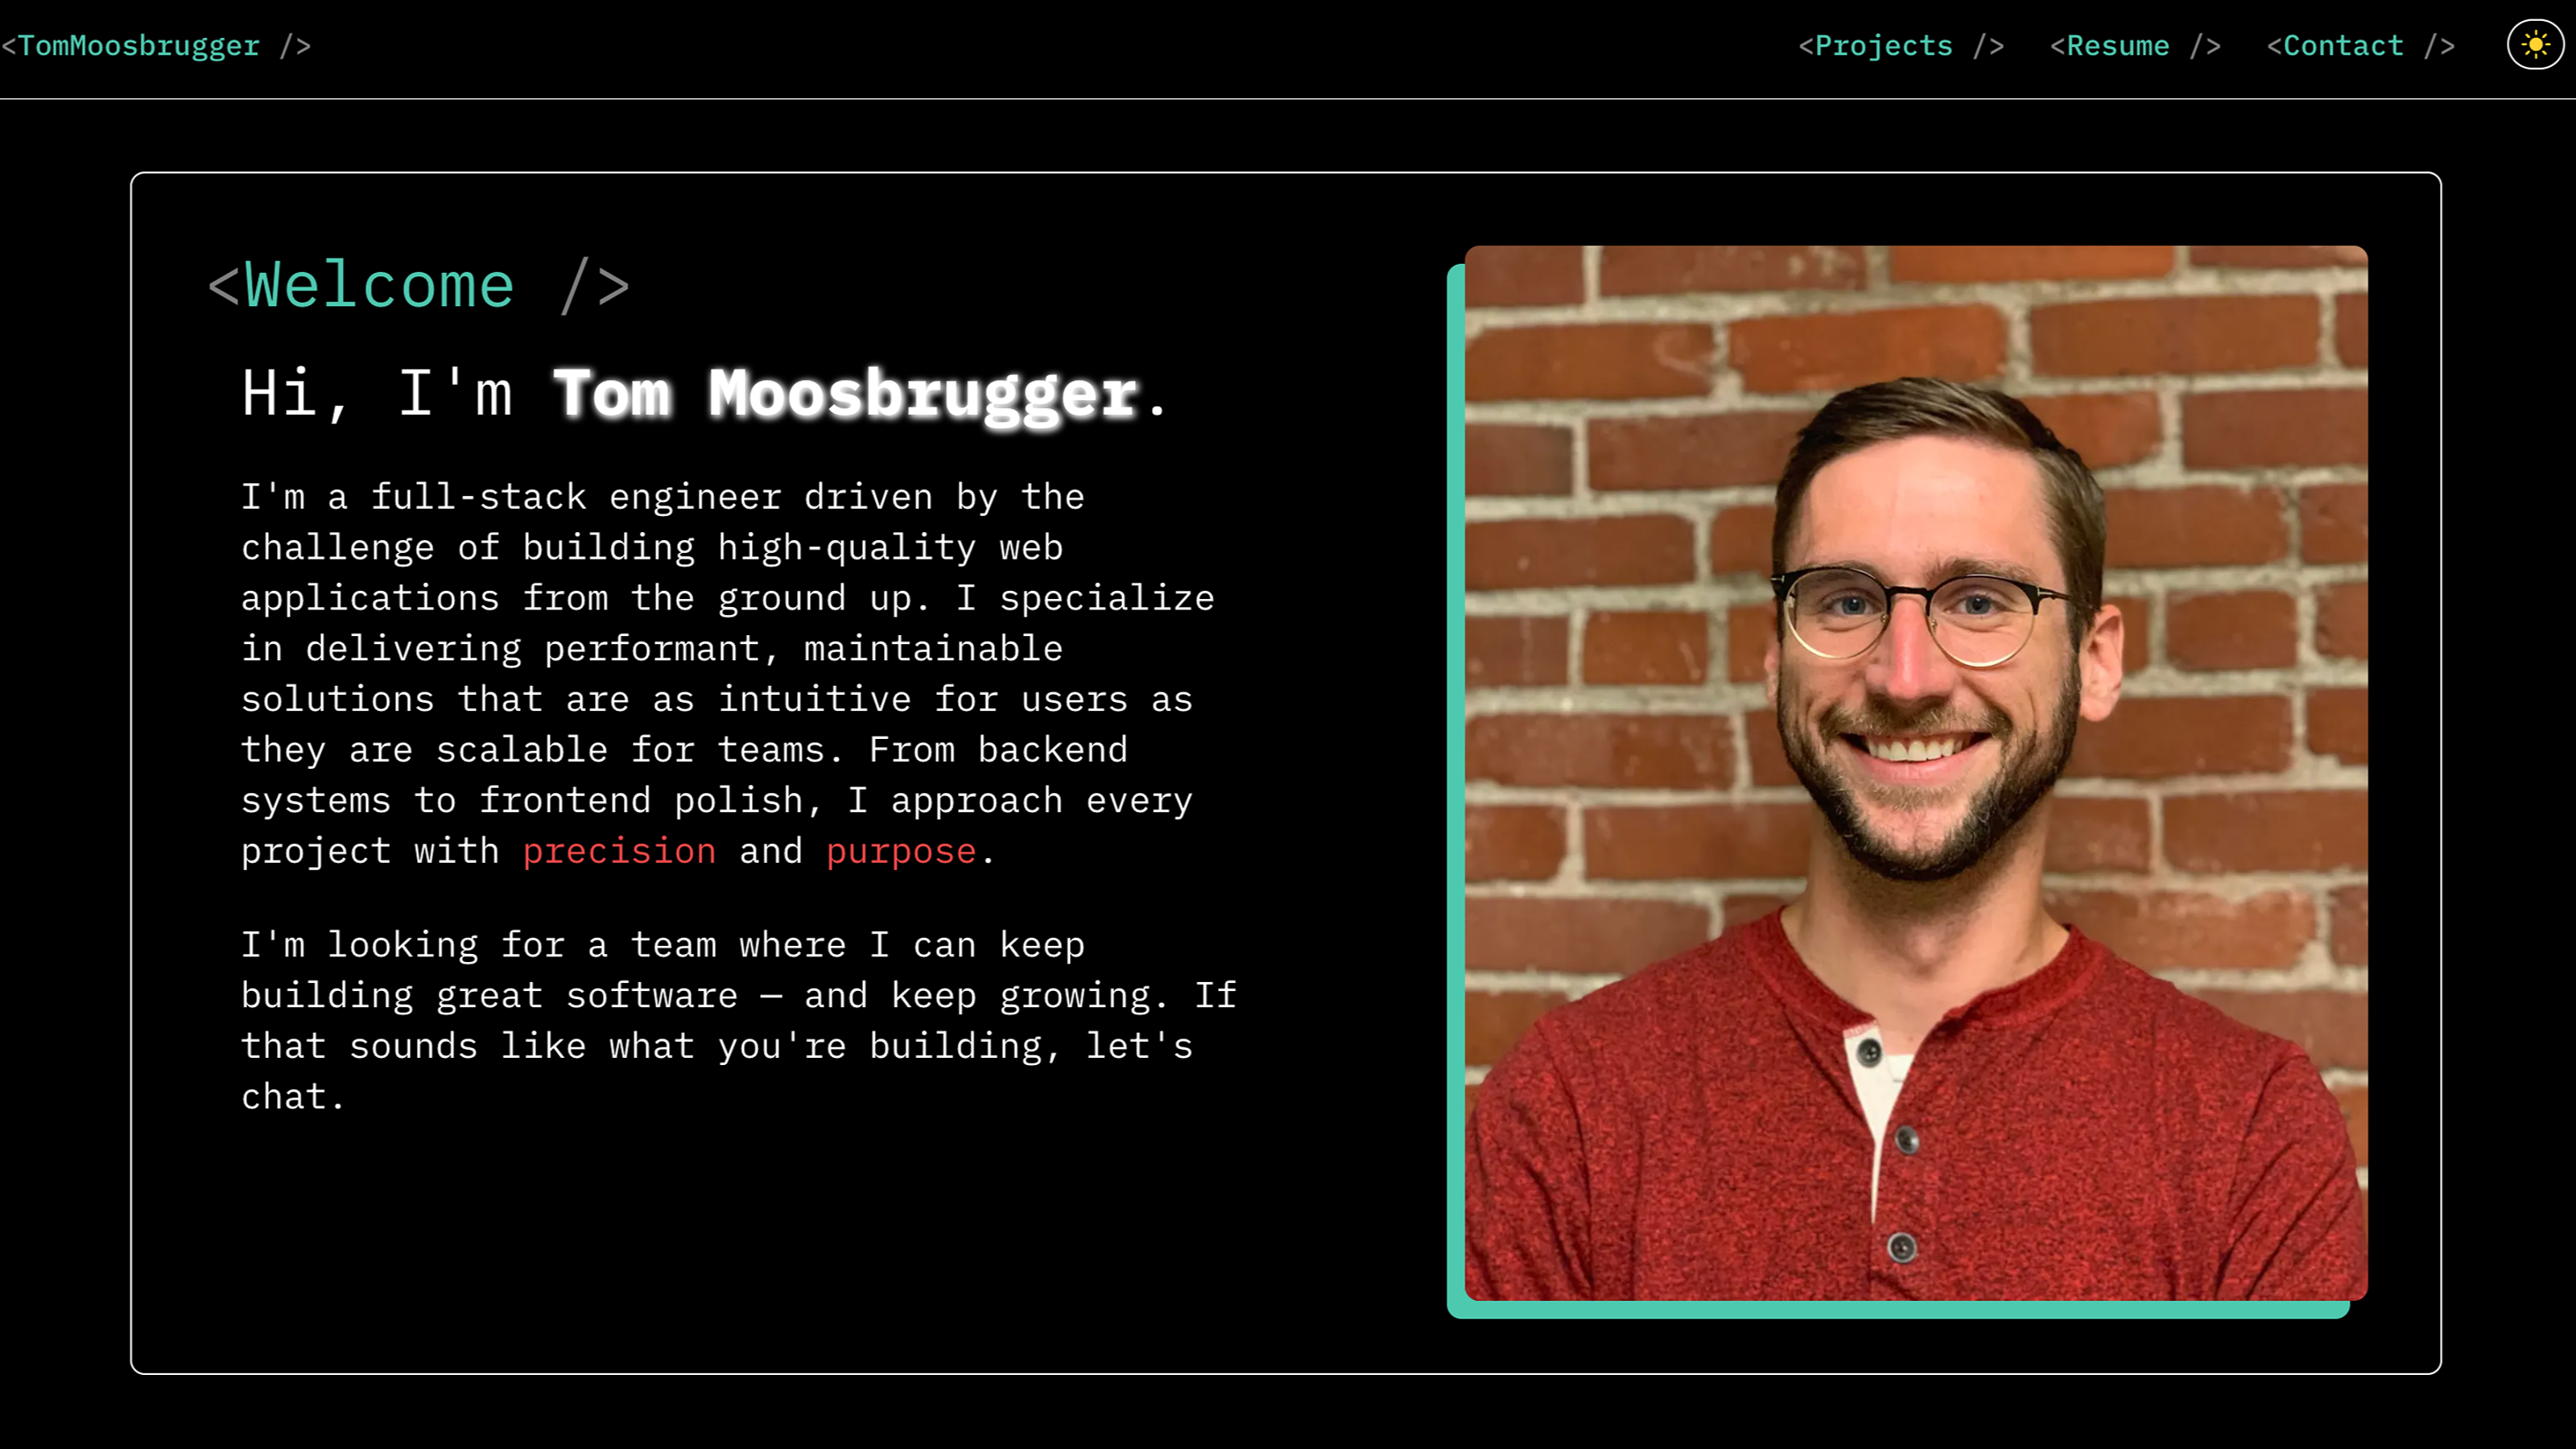 <TomMoosbrugger />
<Projects /> <Resume /> <Contact />
<Welcome />
Hi, I'm Tom Moosbrugger.
I'm a full-stack engineer driven by the
challenge of building high-quality web
applications from the ground up. I specialize
in delivering performant, maintainable
solutions that are as intuitive for users as
they are scalable for teams. From backend
systems to frontend polish, I approach every
project with precision and purpose.
I'm looking for a team where I can keep
building great software — and keep growing. If
that sounds like what you're building, let's
chat.